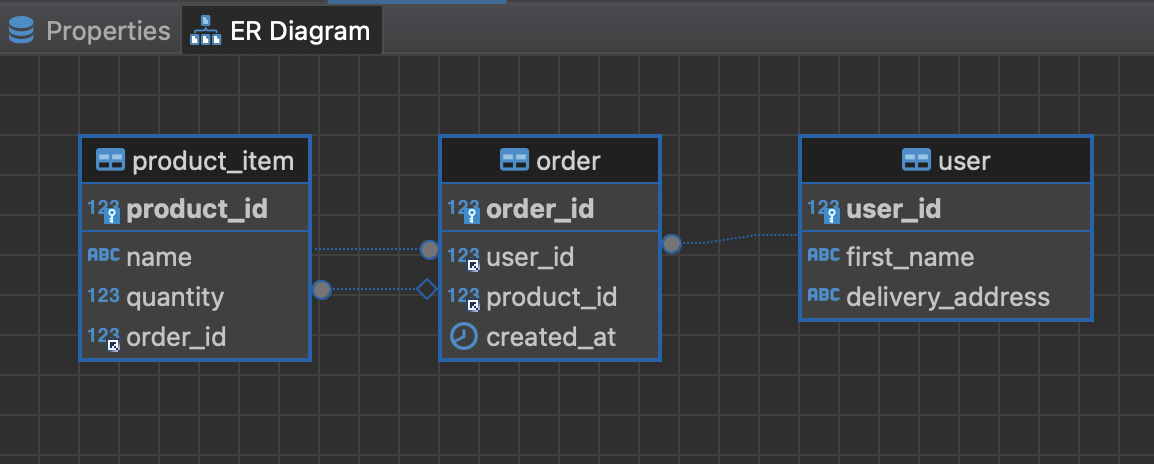 Properties ER Diagram
product_item
123 product_id
ABC name
123 quantity
123 order_id
order
123 order_id
123 user_id
123 product_id
created_at
user
123 user_id
ABC first_name
ABC delivery_address